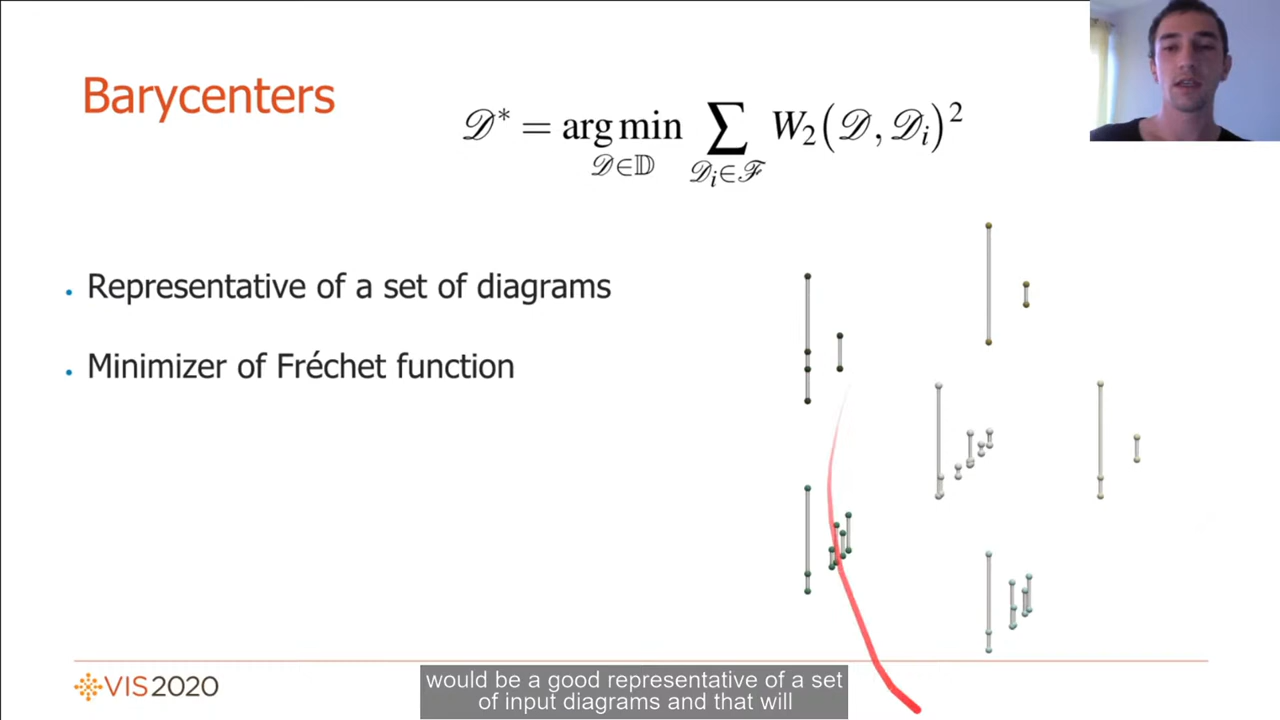 Barycenters
𝒟* = arg min ∑ W₂(𝒟, 𝒟ᵢ)²
𝒟∈𝔻 𝒟ᵢ∈ℱ
Representative of a set of diagrams
Minimizer of Fréchet function
VIS2020
would be a good representative of a set
of input diagrams and that will